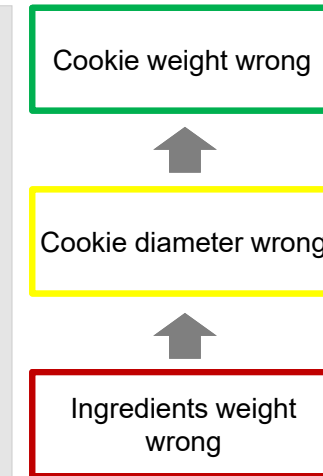 Cookie weight wrong
Cookie diameter wrong
Ingredients weight
wrong